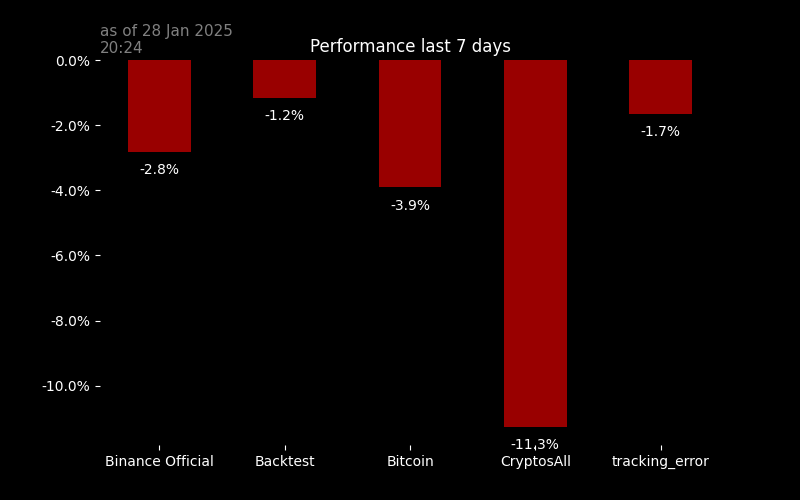 as of 28 Jan 2025
20:24
Performance last 7 days
0.0%
-2.0%
-4.0%
-6.0%
-8.0%
-10.0%
-2.8%
-1.2%
-3.9%
-11.3%
-1.7%
Binance Official
Backtest
Bitcoin
CryptosAll
tracking_error